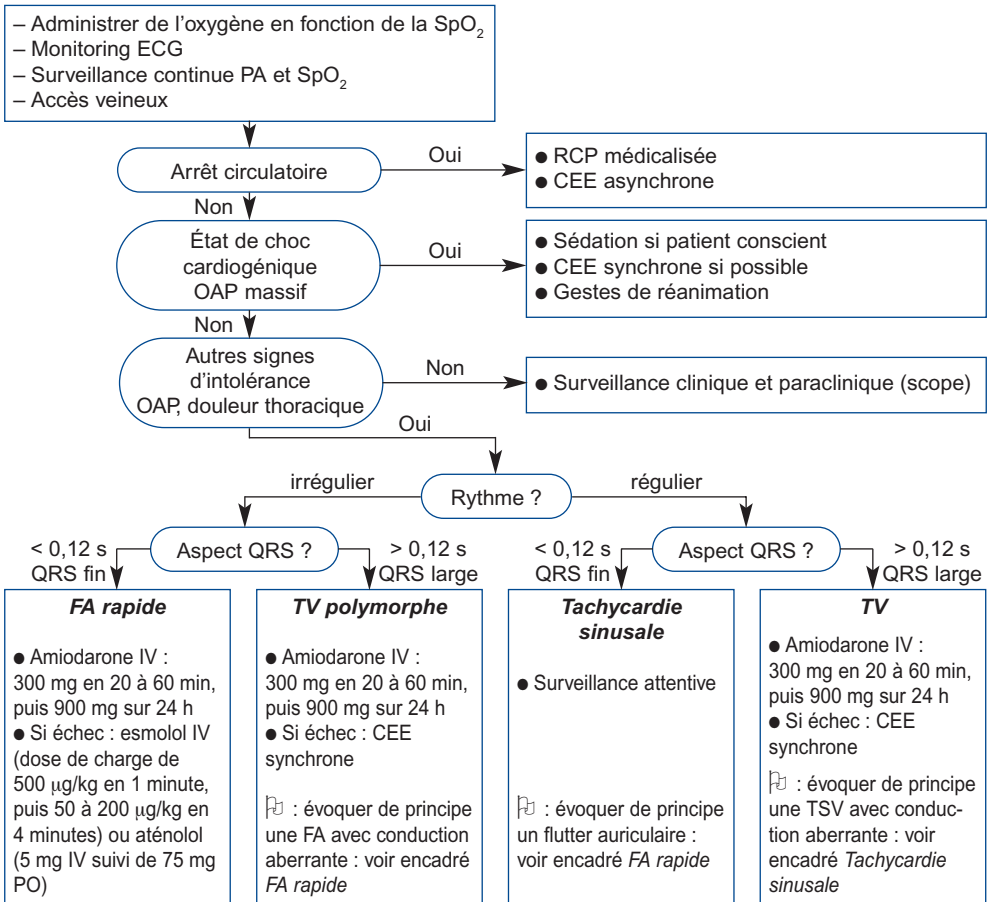 – Administrer de l'oxygène en fonction de la SpO₂
– Monitoring ECG
– Surveillance continue PA et SpO₂
– Accès veineux
Arrêt circulatoire
Oui
● RCP médicalisée
● CEE asynchrone
Non
État de choc
cardiogénique
OAP massif
Oui
● Sédation si patient conscient
● CEE synchrone si possible
● Gestes de réanimation
Non
Autres signes
d'intolérance
OAP, douleur thoracique
Non
● Surveillance clinique et paraclinique (scope)
Oui
irrégulier
Rythme ?
régulier
< 0,12 s
QRS fin
Aspect QRS ?
> 0,12 s
QRS large
< 0,12 s
QRS fin
Aspect QRS ?
> 0,12 s
QRS large
FA rapide
● Amiodarone IV :
300 mg en 20 à 60 min,
puis 900 mg sur 24 h
● Si échec : esmolol IV
(dose de charge de
500 µg/kg en 1 minute,
puis 50 à 200 µg/kg en
4 minutes) ou aténolol
(5 mg IV suivi de 75 mg
PO)
TV polymorphe
● Amiodarone IV :
300 mg en 20 à 60 min,
puis 900 mg sur 24 h
● Si échec : CEE
synchrone
: évoquer de principe
une FA avec conduction
aberrante : voir encadré
FA rapide
Tachycardie
sinusale
● Surveillance attentive
: évoquer de principe
un flutter auriculaire :
voir encadré FA rapide
TV
● Amiodarone IV :
300 mg en 20 à 60 min,
puis 900 mg sur 24 h
● Si échec : CEE
synchrone
: évoquer de principe
une TSV avec conduc-
tion aberrante : voir
encadré Tachycardie
sinusale